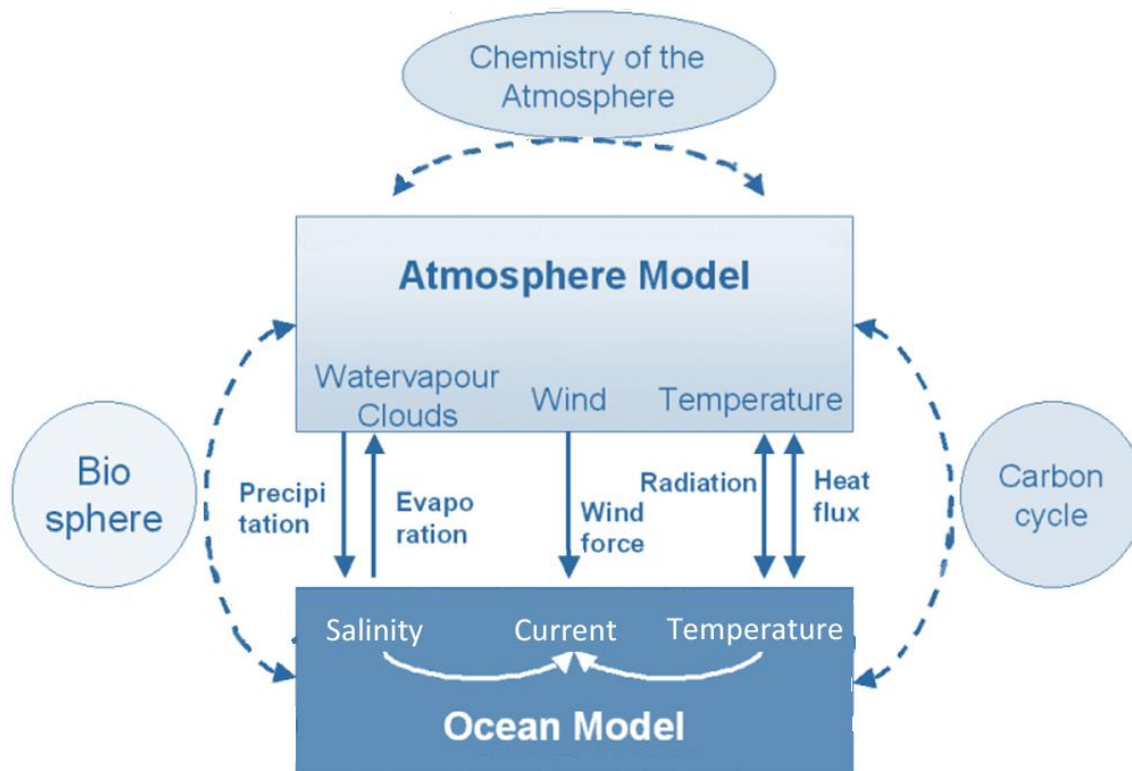 Chemistry of the
Atmosphere
Atmosphere Model
Watervapour
Clouds
Wind
Temperature
Bio
sphere
Precipi
tation
Evapo
ration
Wind
force
Radiation
Heat
flux
Carbon
cycle
Salinity
Current
Temperature
Ocean Model